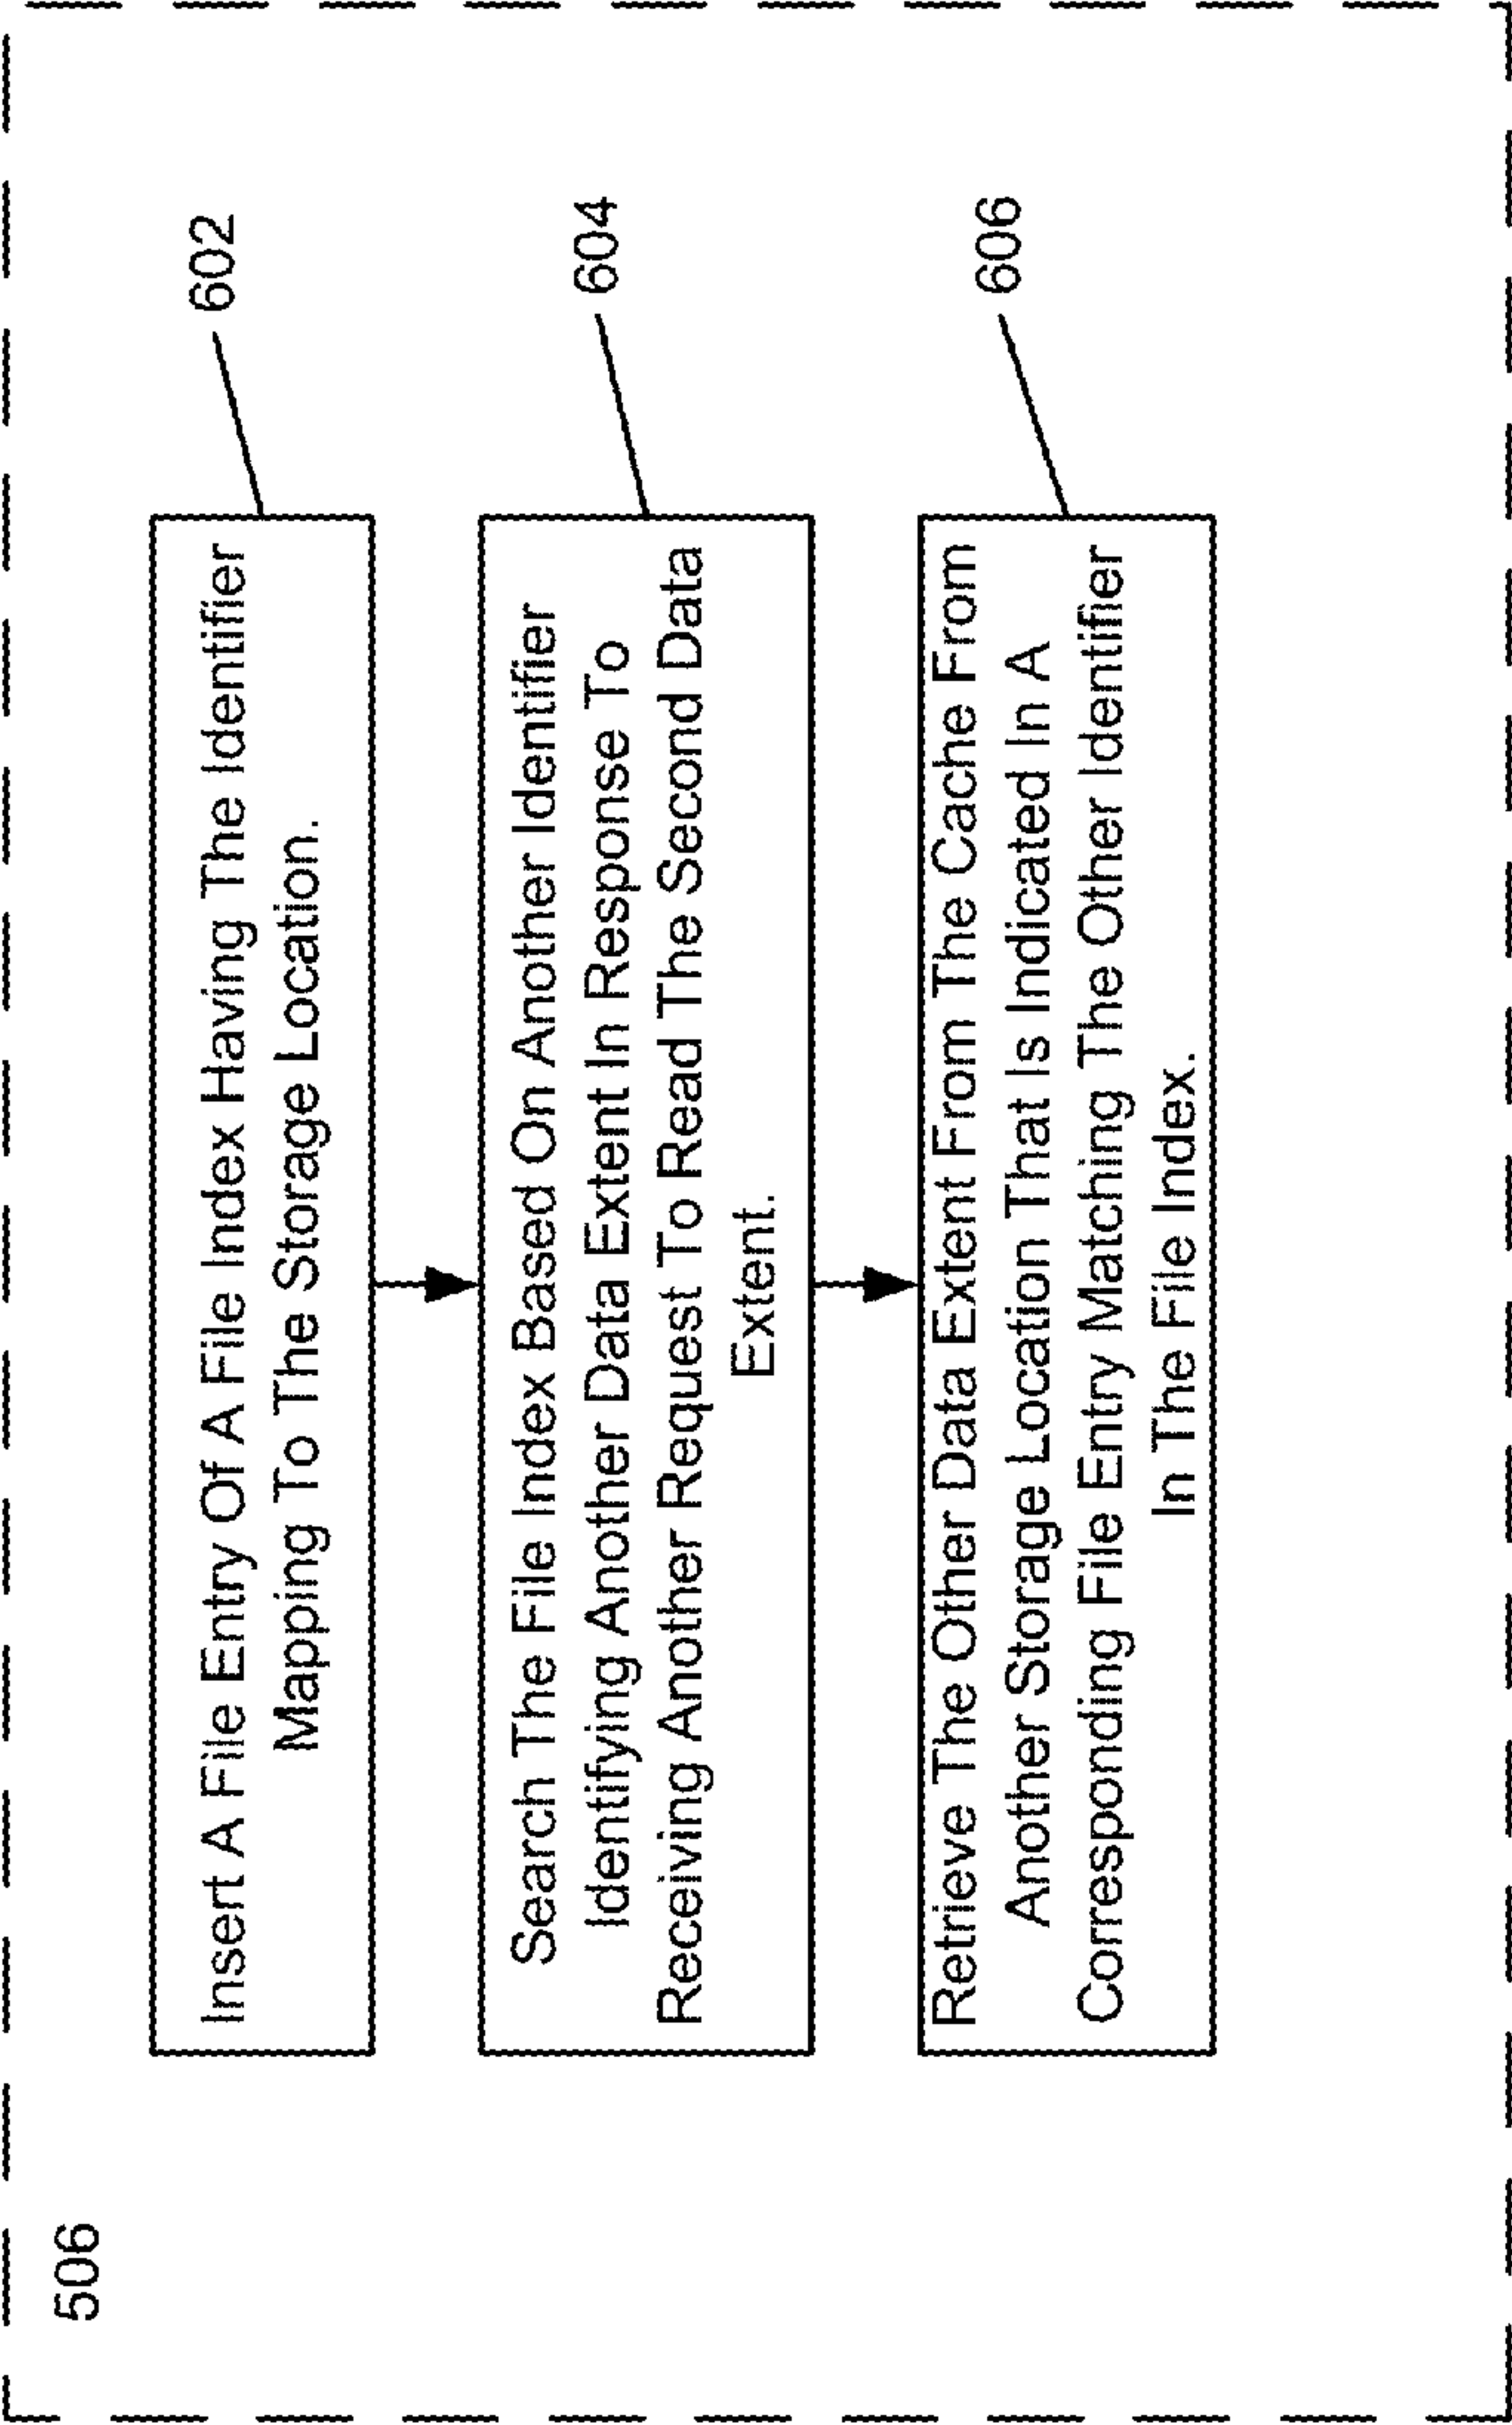 506
Insert A File Entry Of A File Index Having The Identifier
Mapping To The Storage Location.
602
Search The File Index Based On Another Identifier
Identifying Another Data Extent In Response To
Receiving Another Request To Read The Second Data
Extent.
604
Retrieve The Other Data Extent From The Cache From
Another Storage Location That Is Indicated In A
Corresponding File Entry Matching The Other Identifier
In The File Index.
606